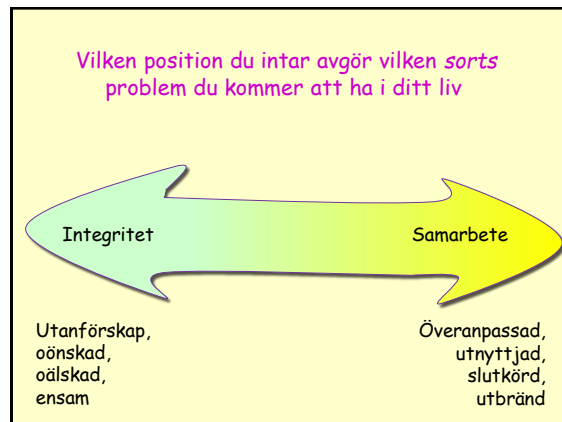 Vilken position du intar avgör vilken sorts
problem du kommer att ha i ditt liv
Integritet
Samarbete
Utanförskap,
oönskad,
oälskad,
ensam
Överanpassad,
utnyttjad,
slutkörd,
utbränd